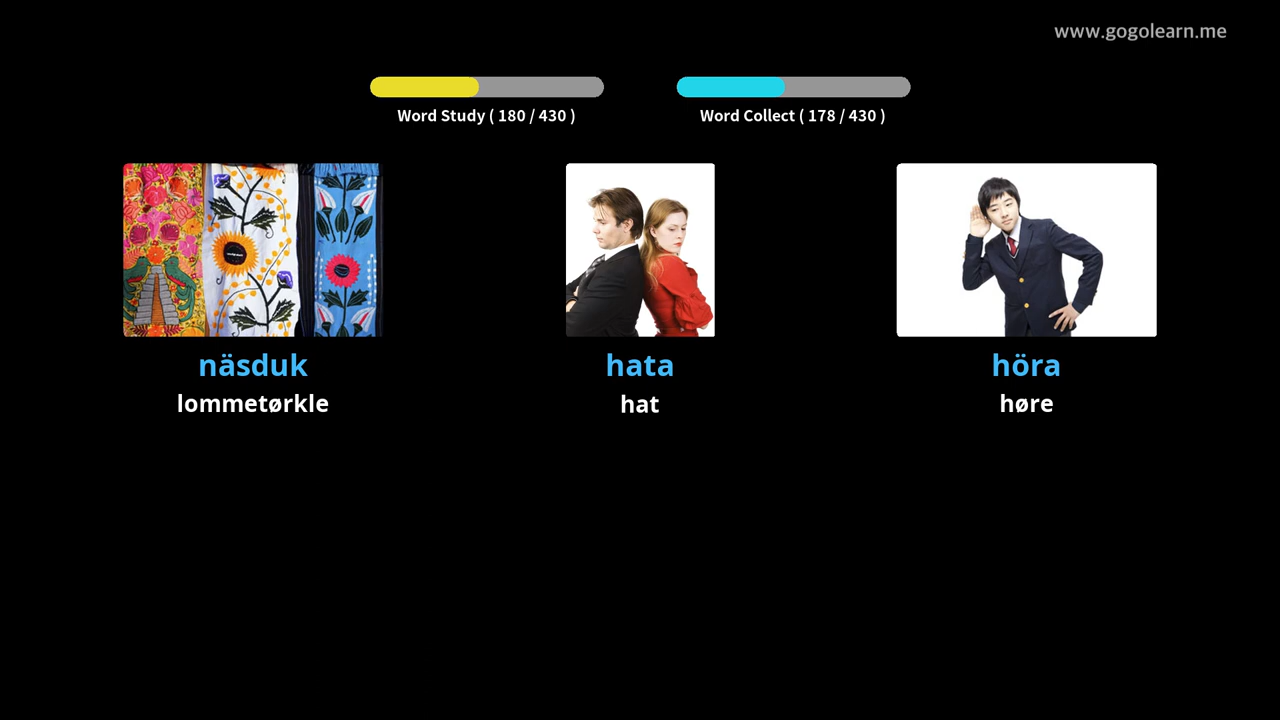 www.gogolearn.me
Word Study ( 180 / 430 )
Word Collect ( 178 / 430 )
näsduk
hata
höra
lommetørkle
hat
høre